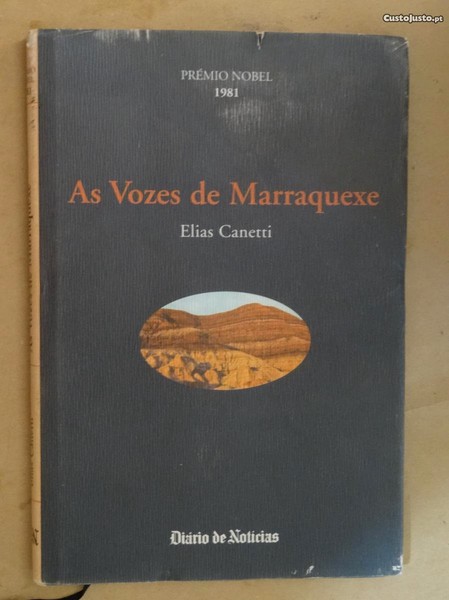 CustoJusto.pt
PRÉMIO NOBEL
1981
As Vozes de Marraquexe
Elias Canetti
Diário de Notícias